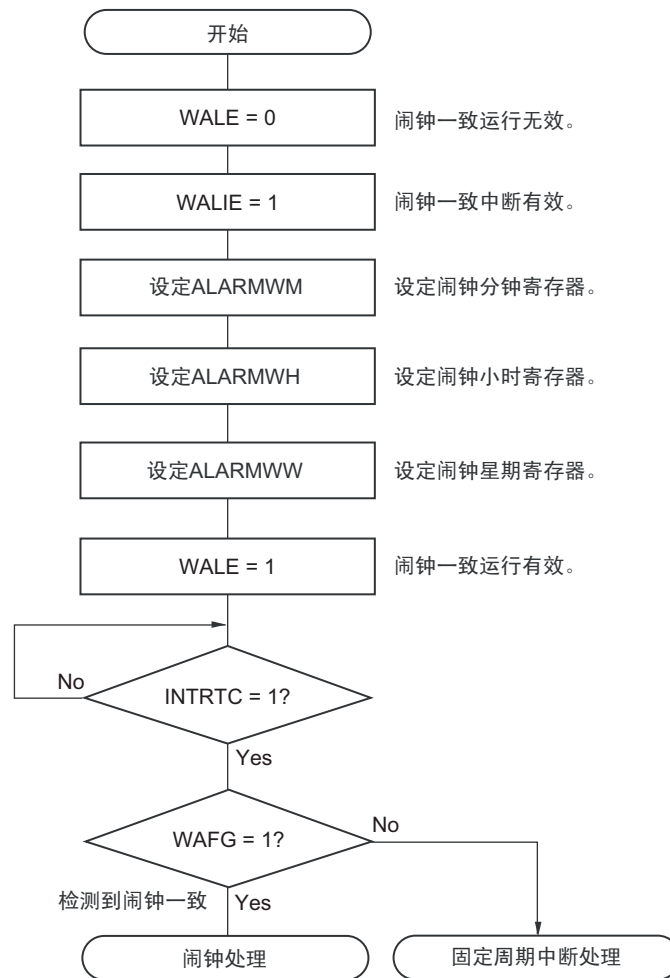 开始
WALE = 0
闹钟一致运行无效。
WALIE = 1
闹钟一致中断有效。
设定ALARMWM
设定闹钟分钟寄存器。
设定ALARMWH
设定闹钟小时寄存器。
设定ALARMWW
设定闹钟星期寄存器。
WALE = 1
闹钟一致运行有效。
No
INTRTC = 1?
Yes
WAFG = 1?
No
检测到闹钟一致
Yes
闹钟处理
固定周期中断处理